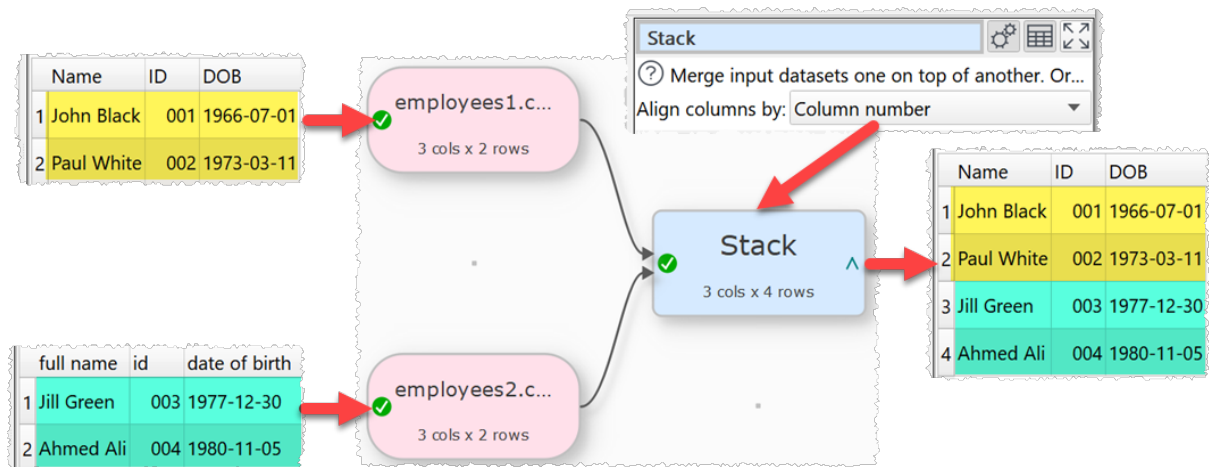 Stack
Merge input datasets one on top of another. Or...
Align columns by: Column number
Name ID DOB
1 John Black 001 1966-07-01
2 Paul White 002 1973-03-11
employees1.c...
3 cols x 2 rows
Stack
3 cols x 4 rows
Name ID DOB
1 John Black 001 1966-07-01
2 Paul White 002 1973-03-11
3 Jill Green 003 1977-12-30
4 Ahmed Ali 004 1980-11-05
full name id date of birth
1 Jill Green 003 1977-12-30
2 Ahmed Ali 004 1980-11-05
employees2.c...
3 cols x 2 rows